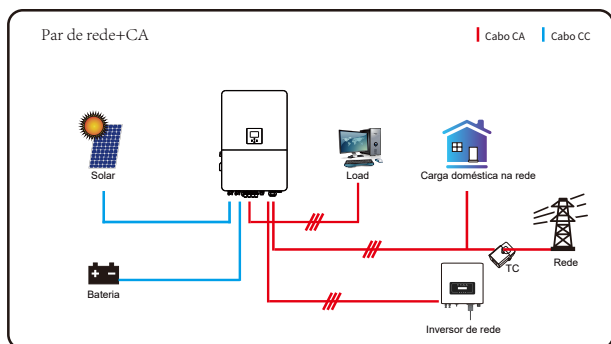 Par de rede+CA
Cabo CA
Cabo CC
Solar
Load
Carga doméstica na rede
TC
Rede
Bateria
Inversor de rede